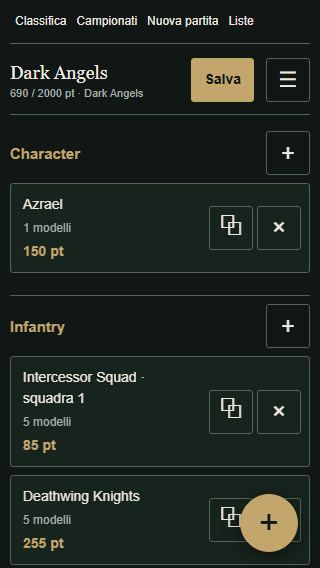 Classifica Campionati Nuova partita Liste
Dark Angels
690 / 2000 pt · Dark Angels
Salva
Character
+
Azrael
1 modelli
150 pt
×
Infantry
+
Intercessor Squad ·
squadra 1
5 modelli
85 pt
×
Deathwing Knights
5 modelli
255 pt
+